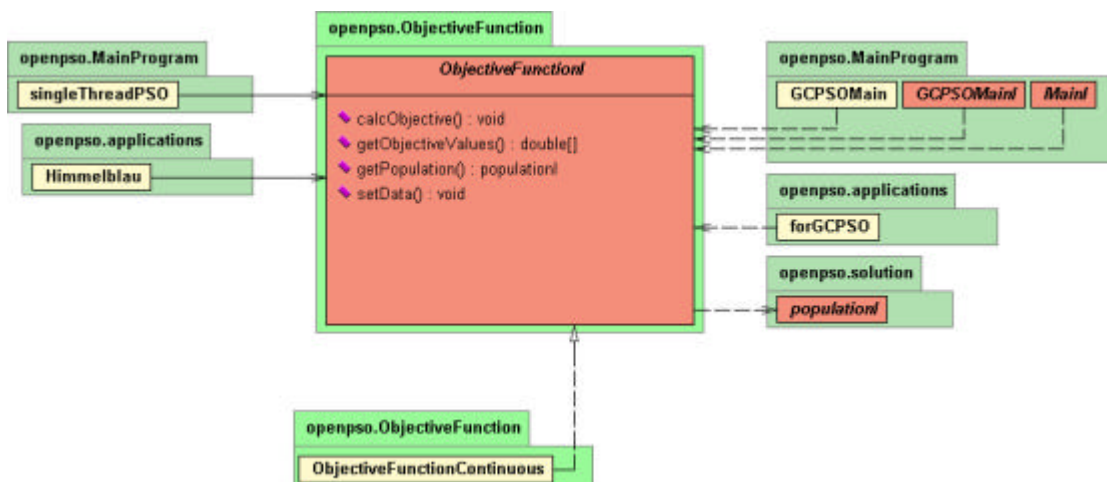 openpso.ObjectiveFunction
openpso.MainProgram
singleThreadPSO
openpso.applications
Himmelblau
ObjectiveFunctionI
calcObjective() : void
getObjectiveValues() : double[]
getPopulation() : populationI
setData() : void
openpso.MainProgram
GCPSOMain GCPSOMainI IMainI
openpso.applications
forGCPSO
openpso.solution
populationI
openpso.ObjectiveFunction
ObjectiveFunctionContinuous